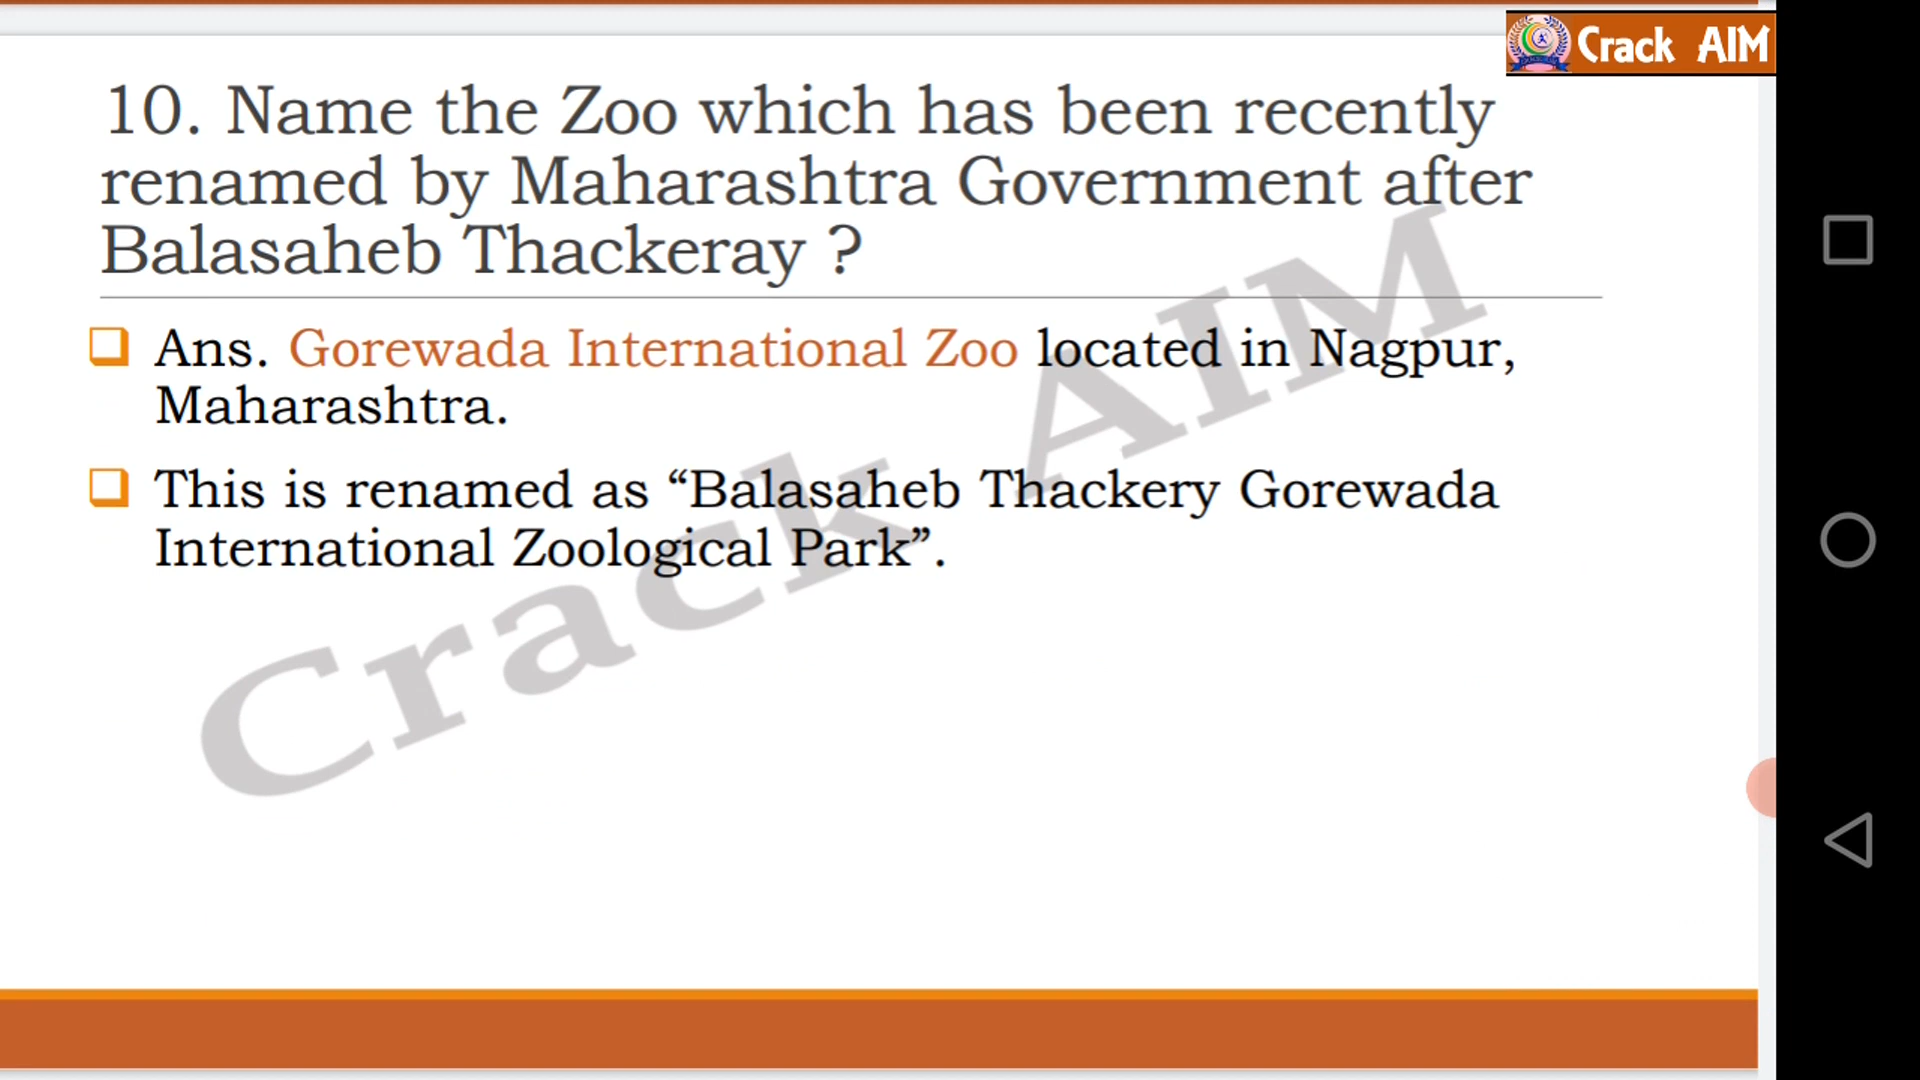 Crack AIM
10. Name the Zoo which has been recently
renamed by Maharashtra Government after
Balasaheb Thackeray ?
Ans. Gorewada International Zoo located in Nagpur,
Maharashtra.
This is renamed as “Balasaheb Thackery Gorewada
International Zoological Park”.
Crack AIM